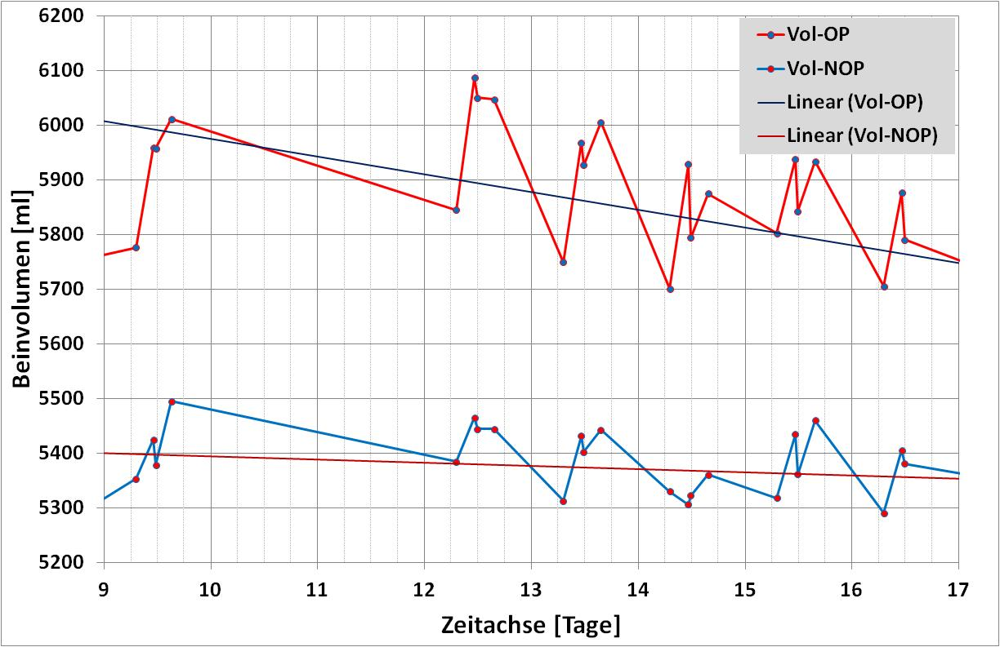 6200
6100
6000
5900
5800
5700
5600
5500
5400
5300
5200
Beinvolumen [ml]
Vol-OP
Vol-NOP
Linear (Vol-OP)
Linear (Vol-NOP)
9 10 11 12 13 14 15 16 17
Zeitachse [Tage]